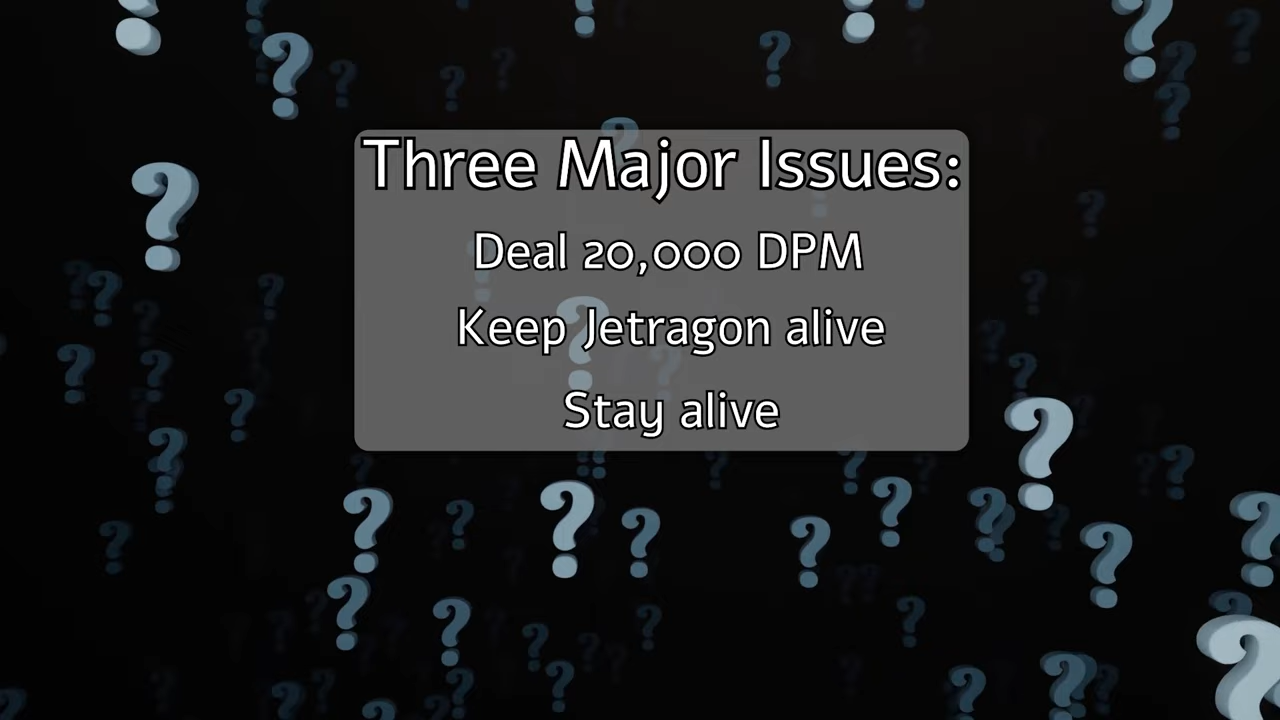 Three Major Issues:
Deal 20,000 DPM
Keep Jetragon alive
Stay alive